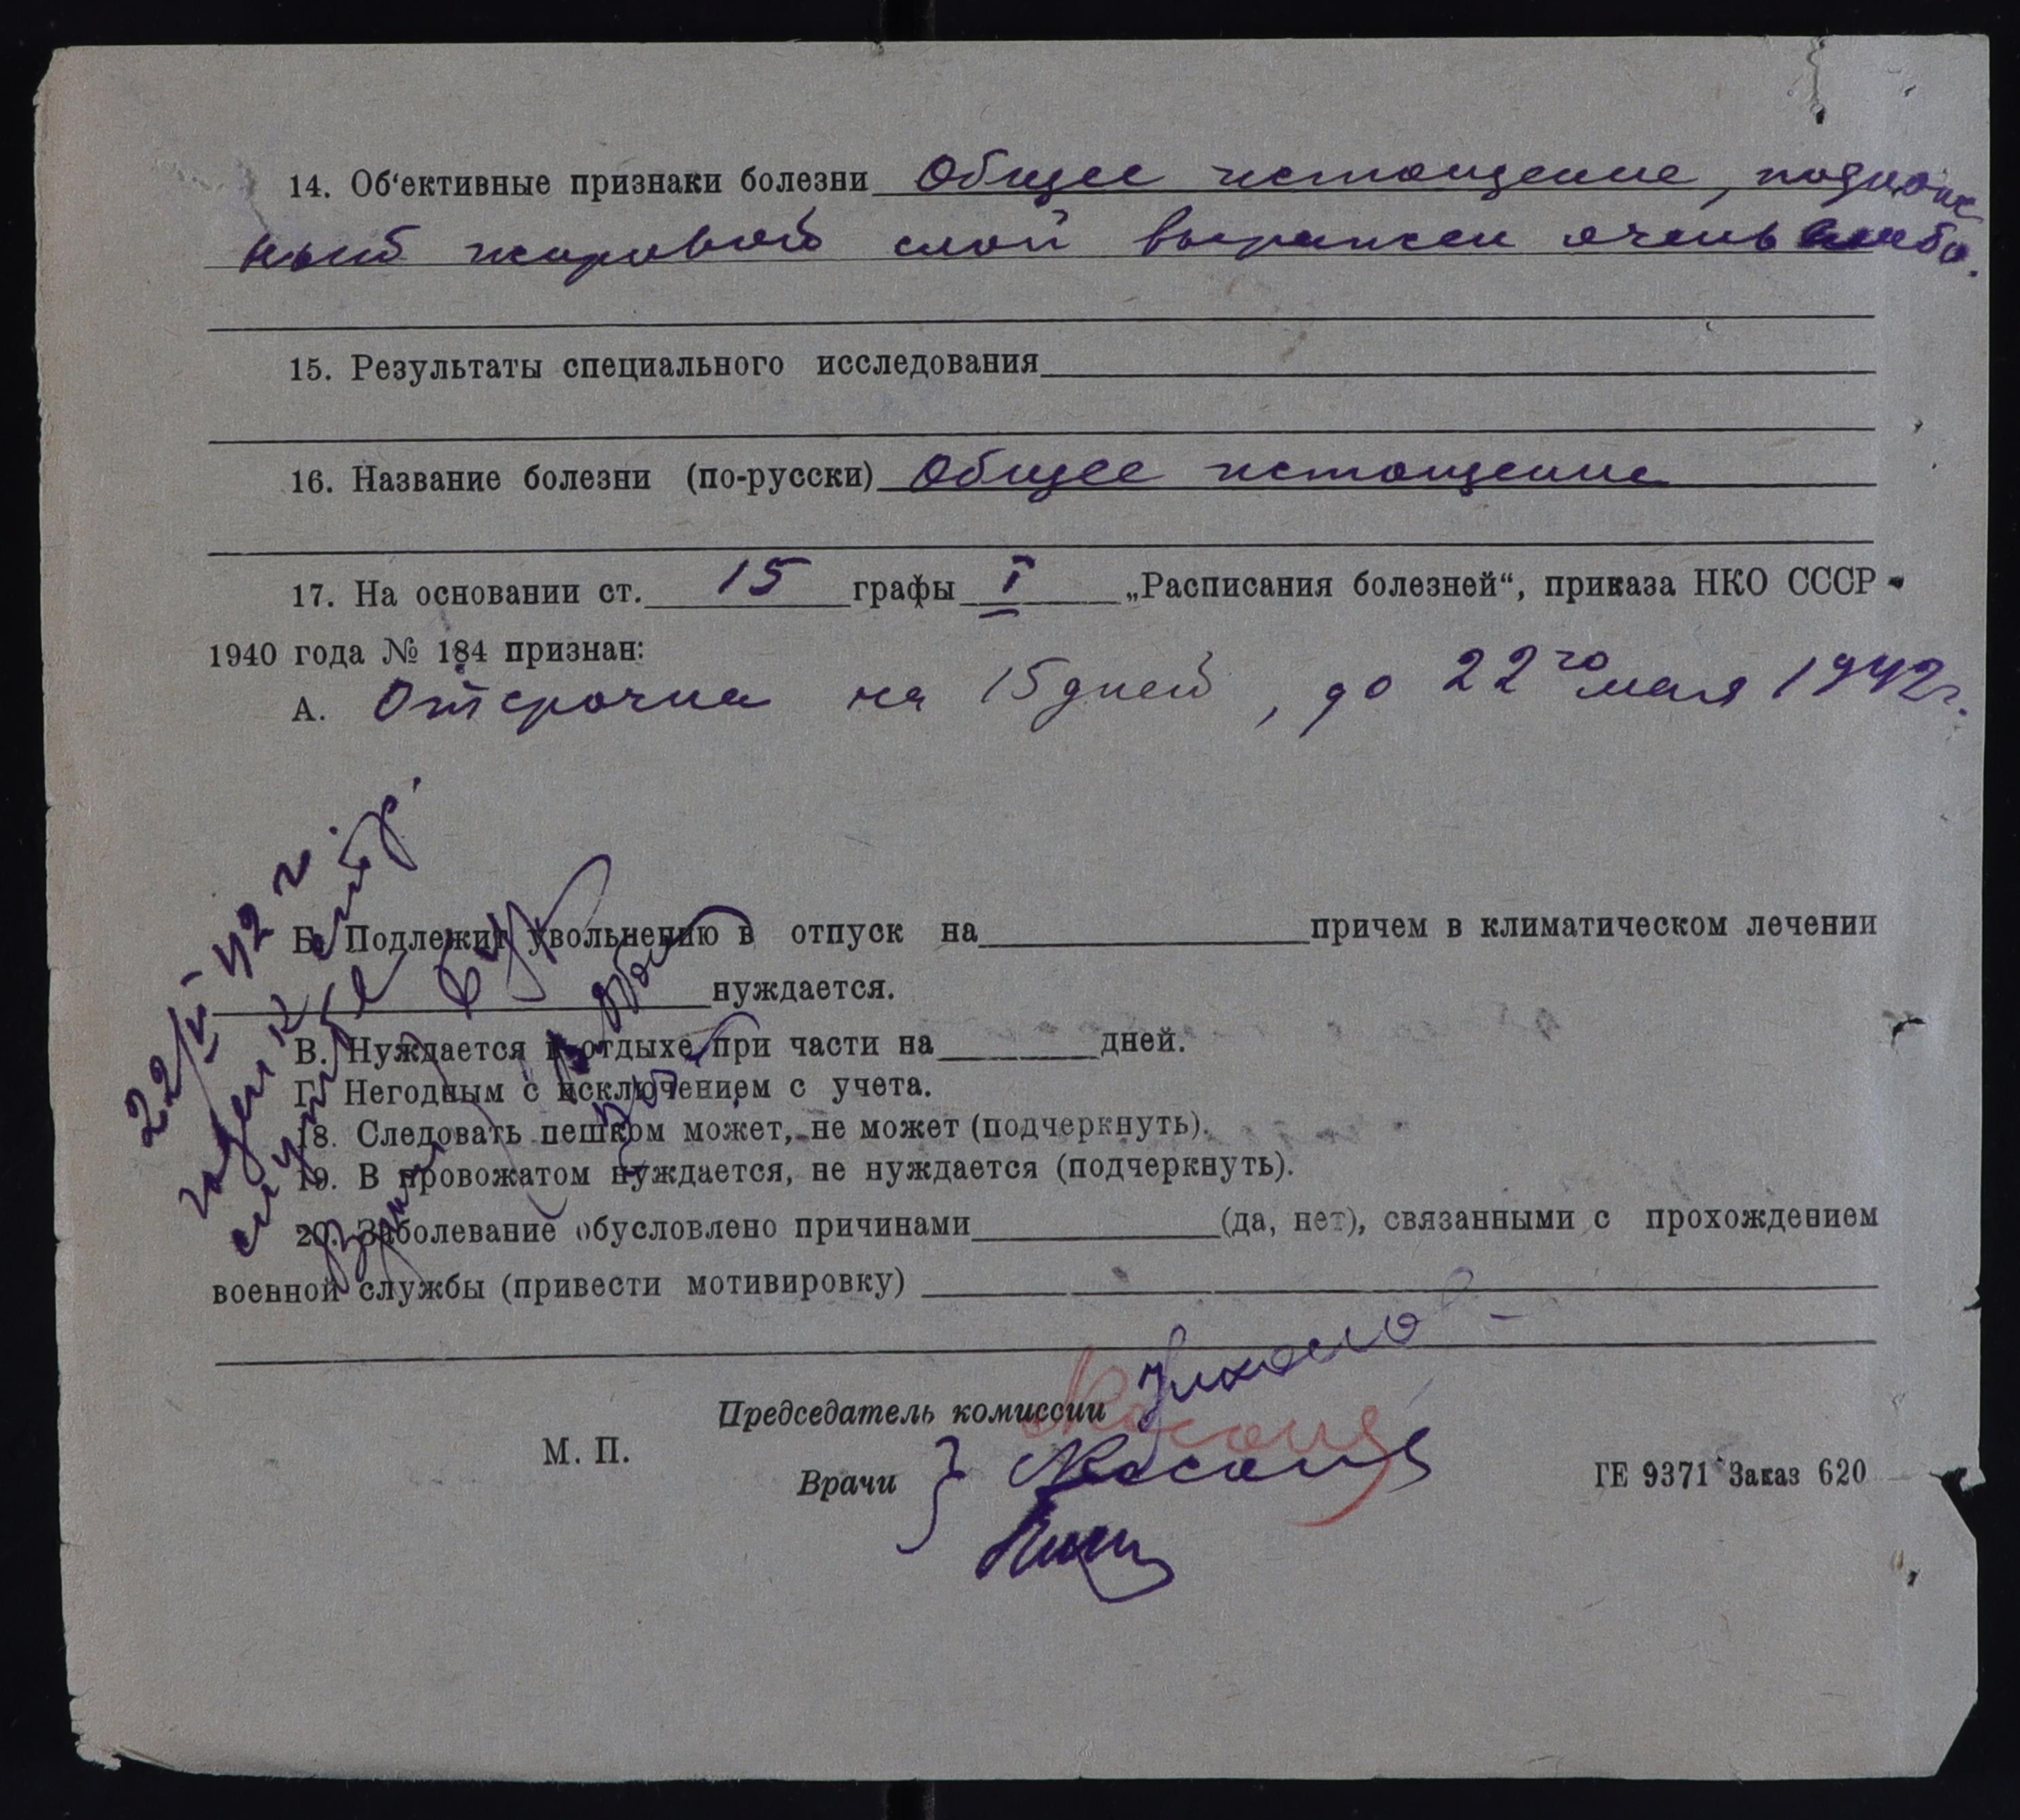 14. Об‘ективные признаки болезни Общее истощение, подкож
ный жировой слой выражен очень слабо.
15. Результаты специального исследования
16. Название болезни (по-русски) Общее истощение
17. На основании ст. 15 графы I „Расписания болезней“, приказа НКО СССР
1940 года № 184 признан:
А. Отсрочка на 15 дней, до 22го мая 1942г.
Б. Подлежит увольнению в отпуск на причем в климатическом лечении
нуждается.
В. Нуждается в отдыхе при части на дней.
Г. Негодным с исключением с учета.
18. Следовать пешком может, не может (подчеркнуть).
19. В провожатом нуждается, не нуждается (подчеркнуть).
20. Заболевание обусловлено причинами (да, нет), связанными с прохождением
военной службы (привести мотивировку)
22/V-42 г.
годен к
Председатель комиссии
М. П.
Врачи
ГЕ 9371 Заказ 620